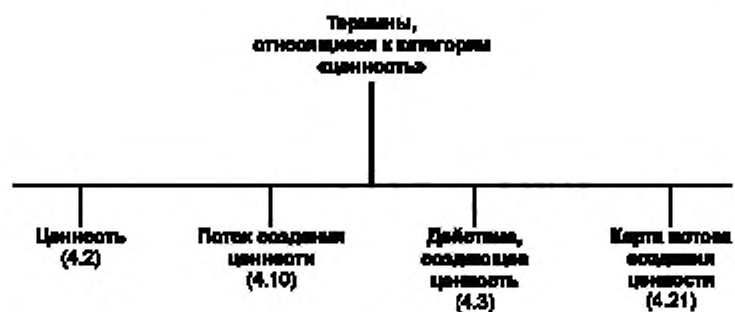 Термины,
относящиеся к категории
«ценность»
Ценность
(4.2)
Поток создания
ценности
(4.10)
Действие,
создающее
ценность
(4.3)
Карта потока
создания
ценности
(4.21)